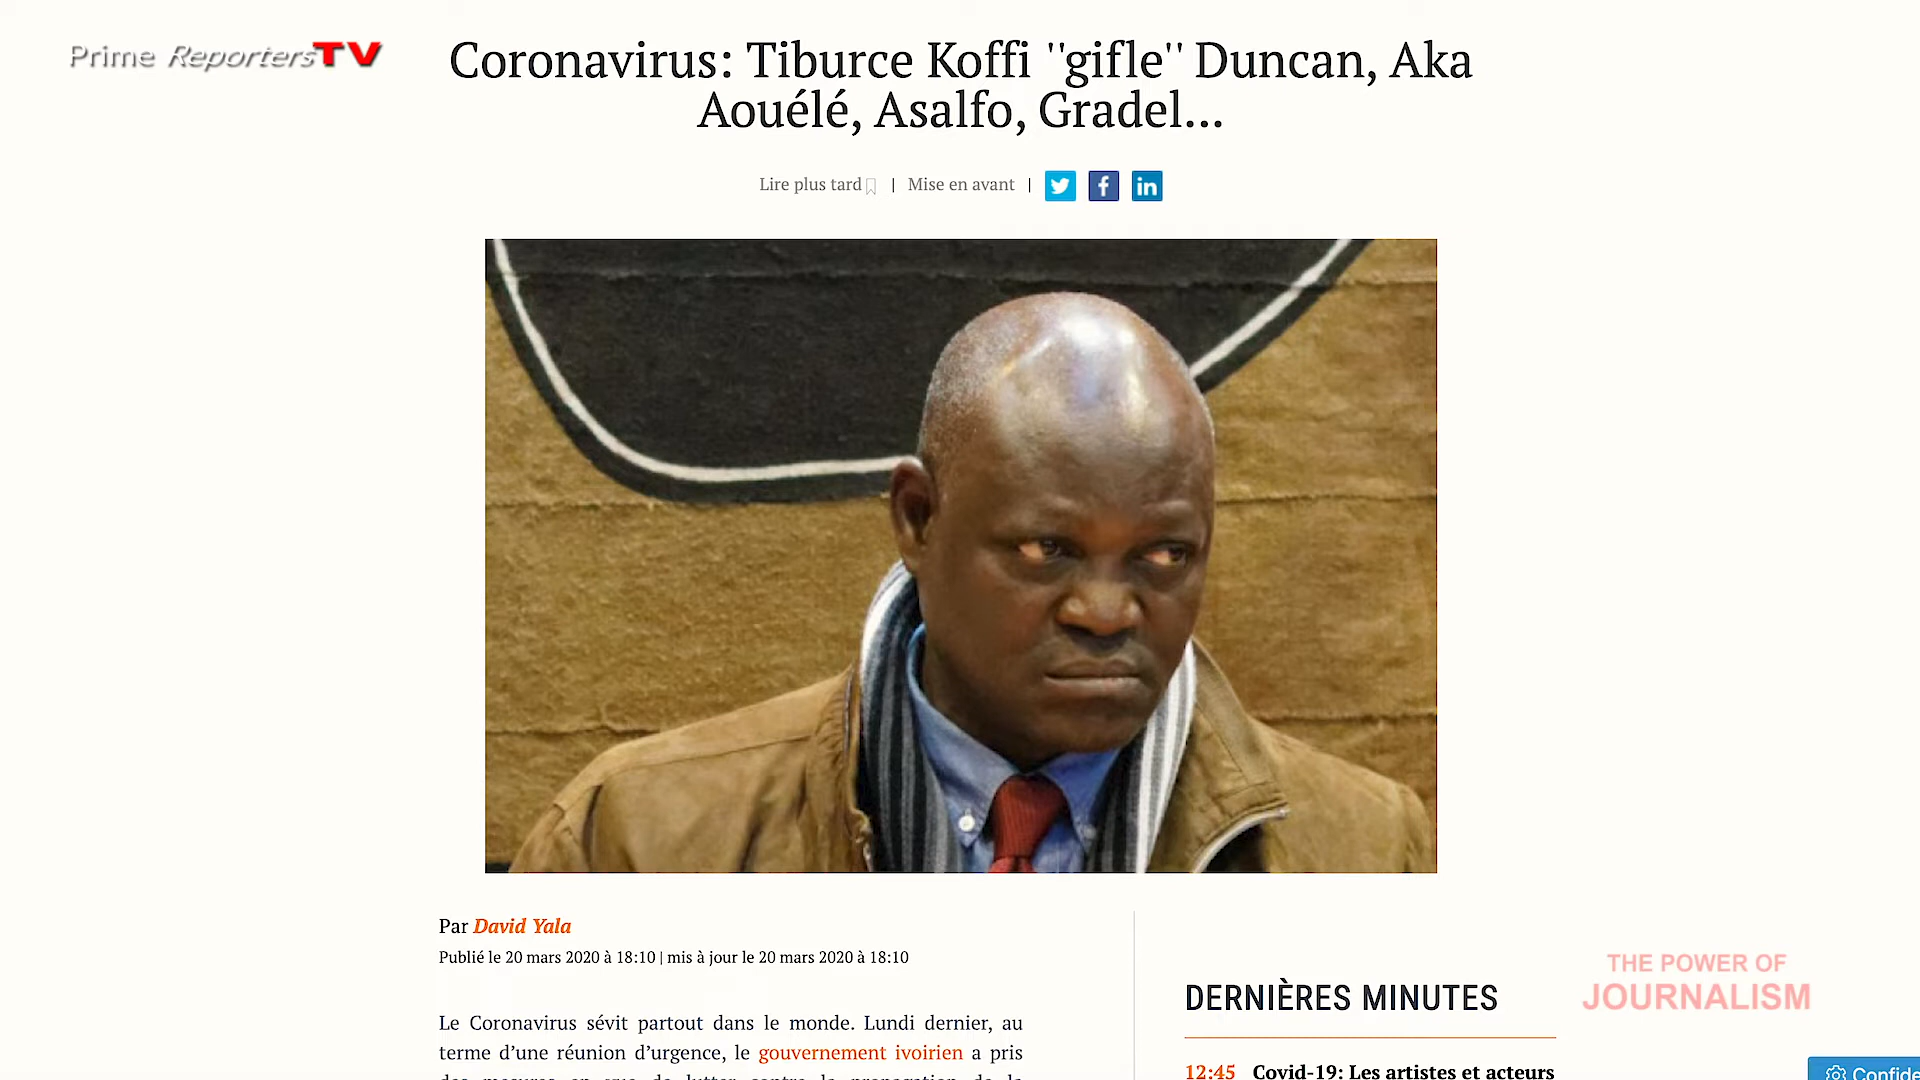 Prime ReportersTV
Coronavirus: Tiburce Koffi "gifle" Duncan, Aka
Aouélé, Asalfo, Gradel...
Lire plus tard | Mise en avant |
Par David Yala
Publié le 20 mars 2020 à 18:10 | mis à jour le 20 mars 2020 à 18:10
Le Coronavirus sévit partout dans le monde. Lundi dernier, au
terme d'une réunion d'urgence, le gouvernement ivoirien a pris
DERNIÈRES MINUTES
12:45 Covid-19: Les artistes et acteurs
THE POWER OF
JOURNALISM